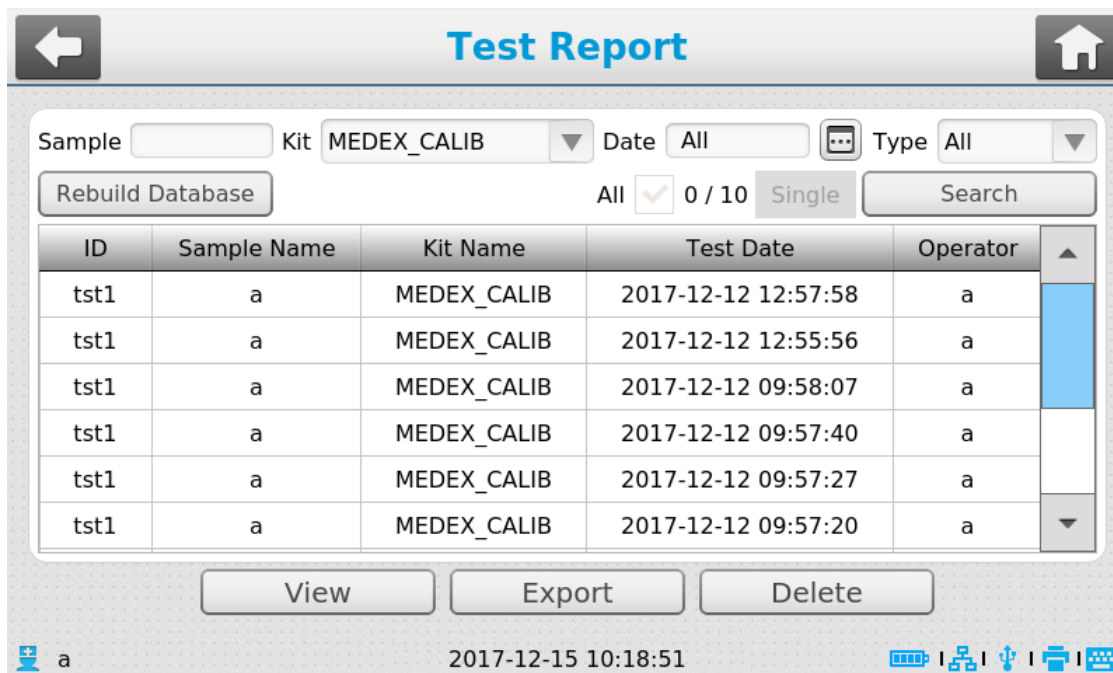 Test Report
Sample Kit MEDEX_CALIB Date All Type All
Rebuild Database All 0 / 10 Single Search
ID Sample Name Kit Name Test Date Operator
tst1 a MEDEX_CALIB 2017-12-12 12:57:58 a
tst1 a MEDEX_CALIB 2017-12-12 12:55:56 a
tst1 a MEDEX_CALIB 2017-12-12 09:58:07 a
tst1 a MEDEX_CALIB 2017-12-12 09:57:40 a
tst1 a MEDEX_CALIB 2017-12-12 09:57:27 a
tst1 a MEDEX_CALIB 2017-12-12 09:57:20 a
View Export Delete
a 2017-12-15 10:18:51